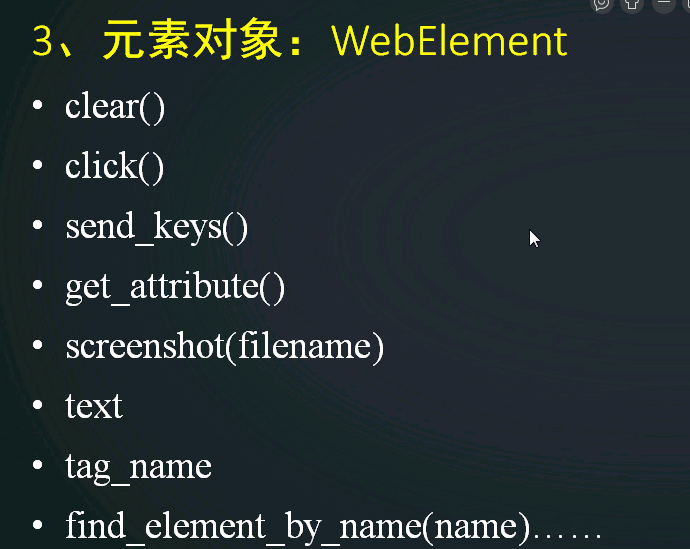 3、元素对象：WebElement
• clear()
• click()
• send_keys()
• get_attribute()
• screenshot(filename)
• text
• tag_name
• find_element_by_name(name)……